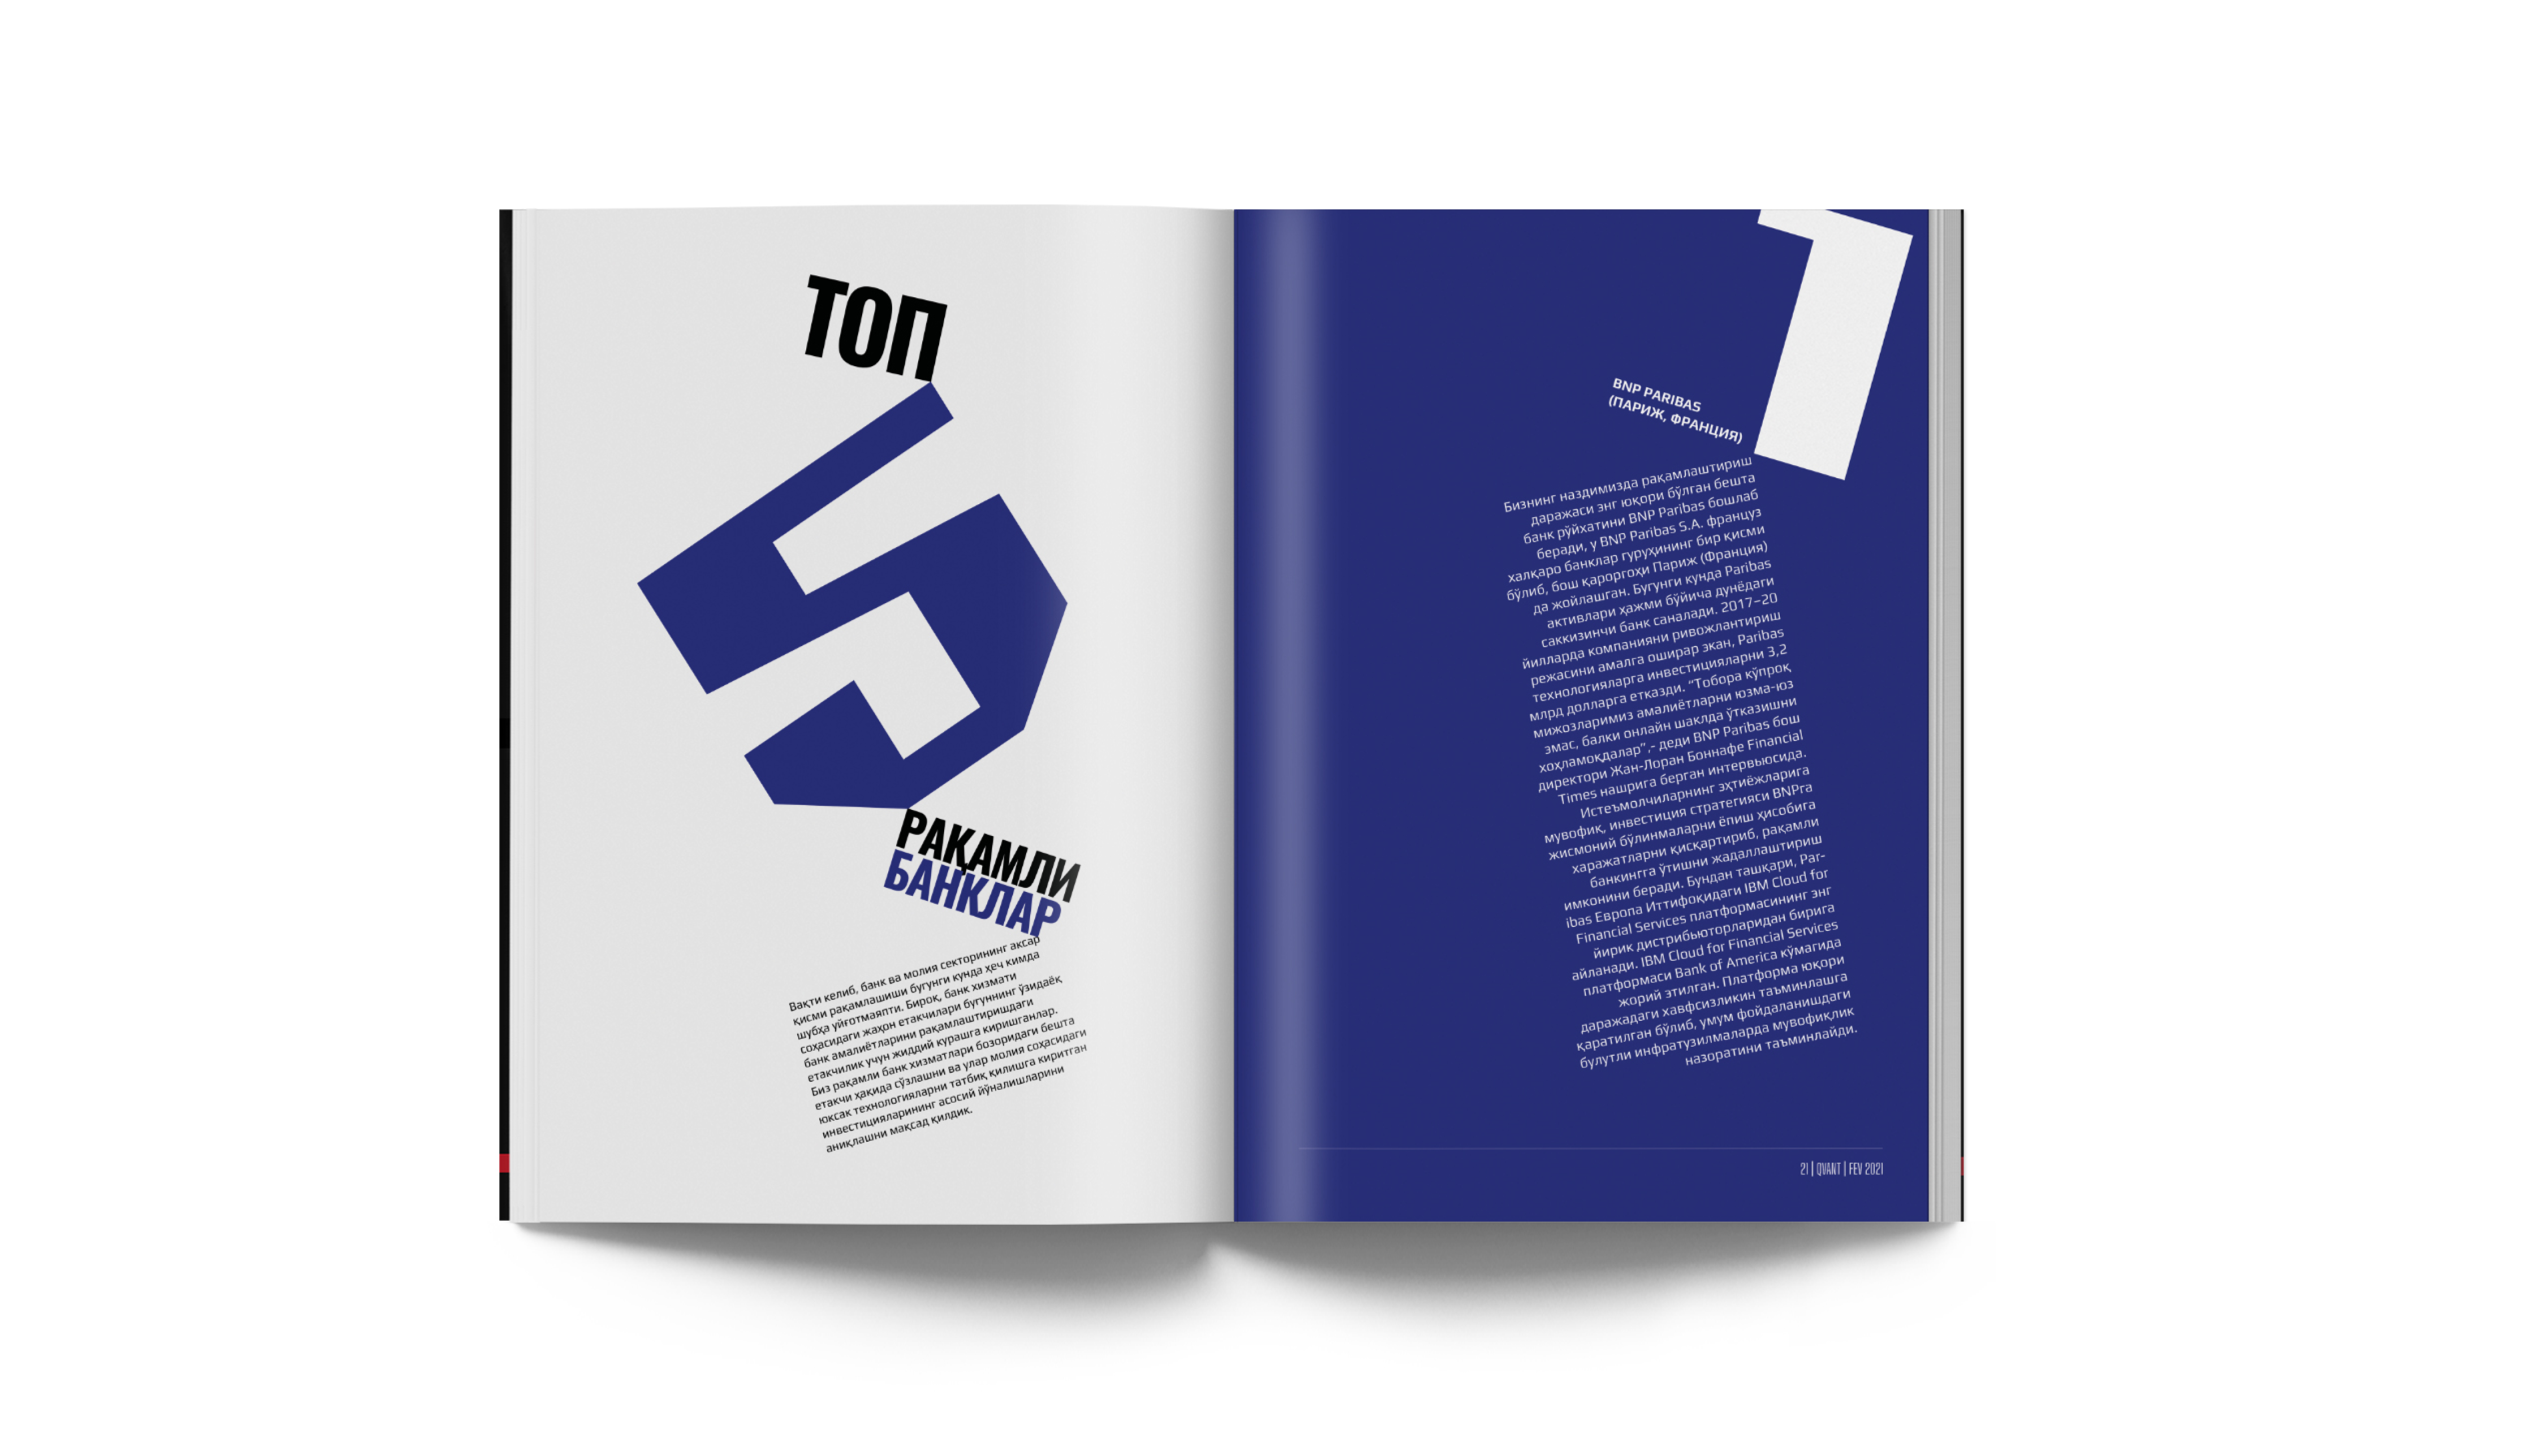 ТОП
5
РАҚАМЛИ
БАНКЛАР
Вақти келиб, банк ва молия секторининг аксар
қисми рақамлашиши бугунги кунда ҳеч кимда
шубҳа уйғотмаяпти. Бироқ, банк хизмати
соҳасидаги жаҳон етакчилари бугуннинг ўзидаёқ
банк амалиётларини рақамлаштиришдаги
етакчилик учун жиддий курашга киришганлар.
Биз рақамли банк хизматлари бозоридаги бешта
етакчи ҳақида сўзлашни ва улар молия соҳасидаги
юксак технологияларни татбиқ қилишга киритган
инвестицияларининг асосий йўналишларини
аниқлашни мақсад қилдик.
1
BNP PARIBAS
(ПАРИЖ, ФРАНЦИЯ)
Бизнинг наздимизда рақамлаштириш
даражаси энг юқори бўлган бешта
банк рўйхатини BNP Paribas бошлаб
беради, у BNP Paribas S.A. француз
халқаро банклар гуруҳининг бир қисми
бўлиб, бош қароргоҳи Париж (Франция)
да жойлашган. Бугунги кунда Paribas
активлари ҳажми бўйича дунёдаги
саккизинчи банк саналади. 2017–20
йилларда компанияни ривожлантириш
режасини амалга оширар экан, Paribas
технологияларга инвестицияларни 3,2
млрд долларга етказди. “Тобора кўпроқ
мижозларимиз амалиётларни юзма-юз
эмас, балки онлайн шаклда ўтказишни
хоҳламоқдалар”,- деди BNP Paribas бош
директори Жан-Лоран Боннафе Financial
Times нашрига берган интервьюсида.
Истеъмолчиларнинг эҳтиёжларига
мувофиқ, инвестиция стратегияси BNPга
жисмоний бўлинмаларни ёпиш ҳисобига
харажатларни қисқартириб, рақамли
банкингга ўтишни жадаллаштириш
имконини беради. Бундан ташқари, Par-
ibas Европа Иттифоқидаги IBM Cloud for
Financial Services платформасининг энг
йирик дистрибьюторларидан бирига
айланади. IBM Cloud for Financial Services
платформаси Bank of America кўмагида
жорий этилган. Платформа юқори
даражадаги хавфсизликин таъминлашга
қаратилган бўлиб, умум фойдаланишдаги
булутли инфратузилмаларда мувофиқлик
назоратини таъминлайди.
21 | QVANT | FEV 2021